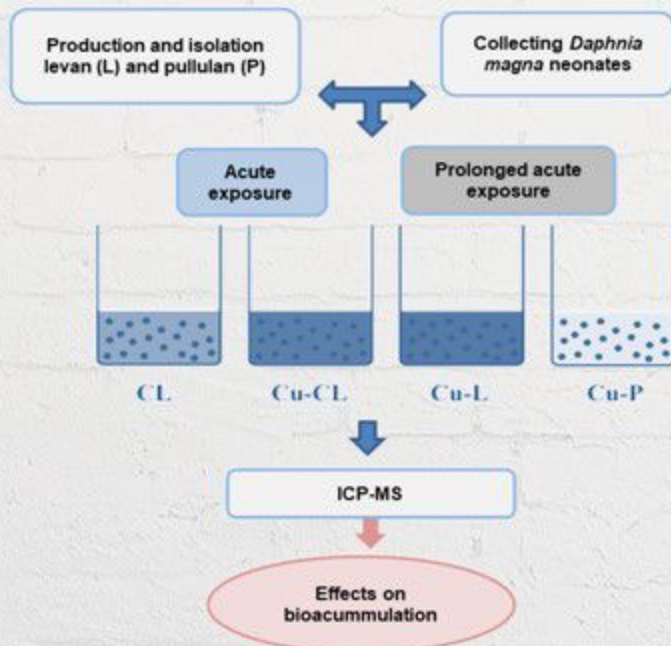 Production and isolation
levan (L) and pullulan (P)
Collecting Daphnia
magna neonates
Acute
exposure
Prolonged acute
exposure
CL
Cu-CL
Cu-L
Cu-P
ICP-MS
Effects on
bioacummulation